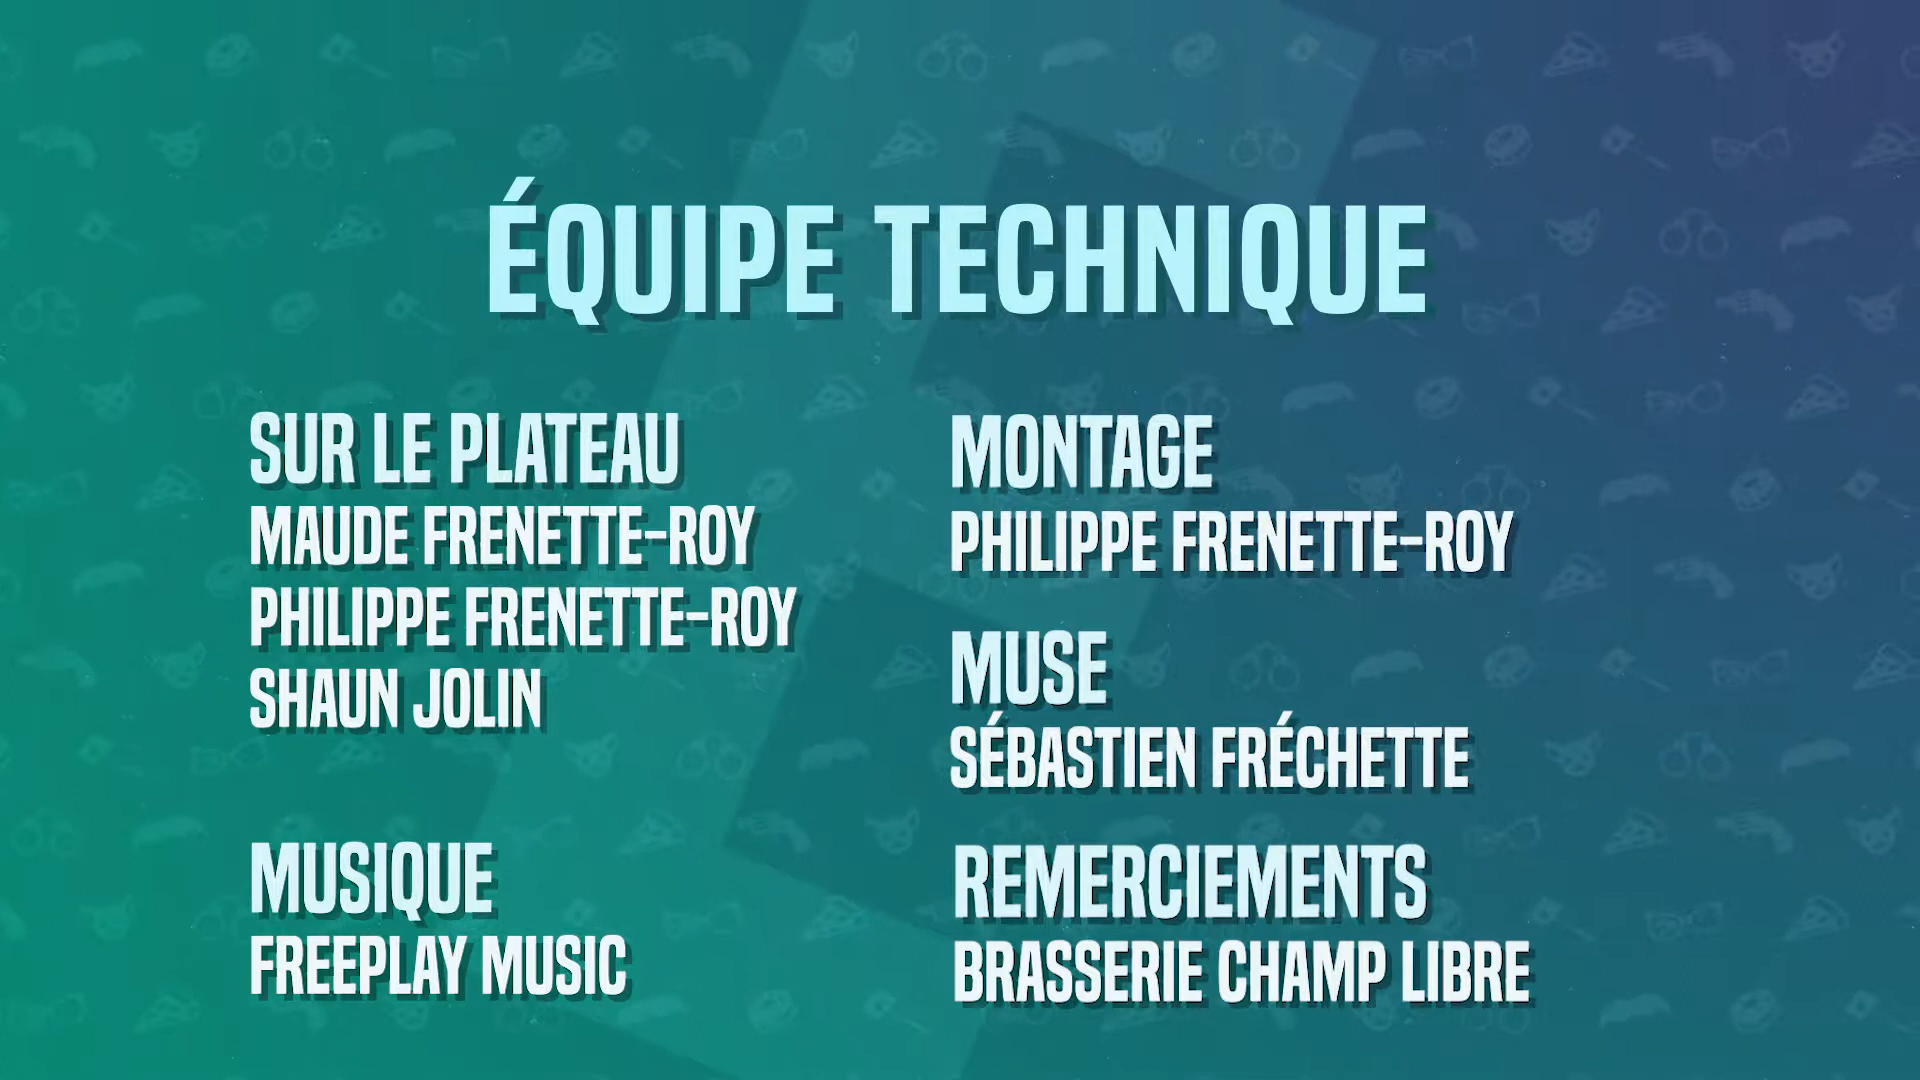 ÉQUIPE TECHNIQUE
SUR LE PLATEAU
MAUDE FRENETTE-ROY
PHILIPPE FRENETTE-ROY
SHAUN JOLIN
MUSIQUE
FREEPLAY MUSIC
MONTAGE
PHILIPPE FRENETTE-ROY
MUSE
SÉBASTIEN FRÉCHETTE
REMERCIEMENTS
BRASSERIE CHAMP LIBRE